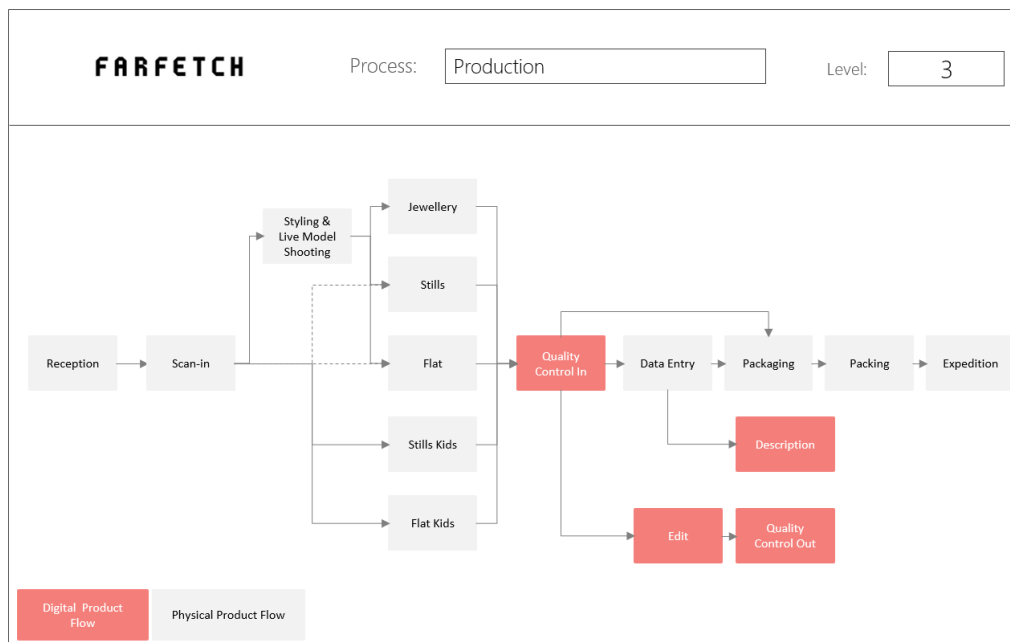 FARFETCH
Process:
Production
Level:
3
Jewellery
Styling &
Live Model
Shooting
Stills
Reception
Scan-in
Flat
Quality
Control In
Data Entry
Packaging
Packing
Expedition
Stills Kids
Description
Flat Kids
Edit
Quality
Control Out
Digital Product
Flow
Physical Product Flow